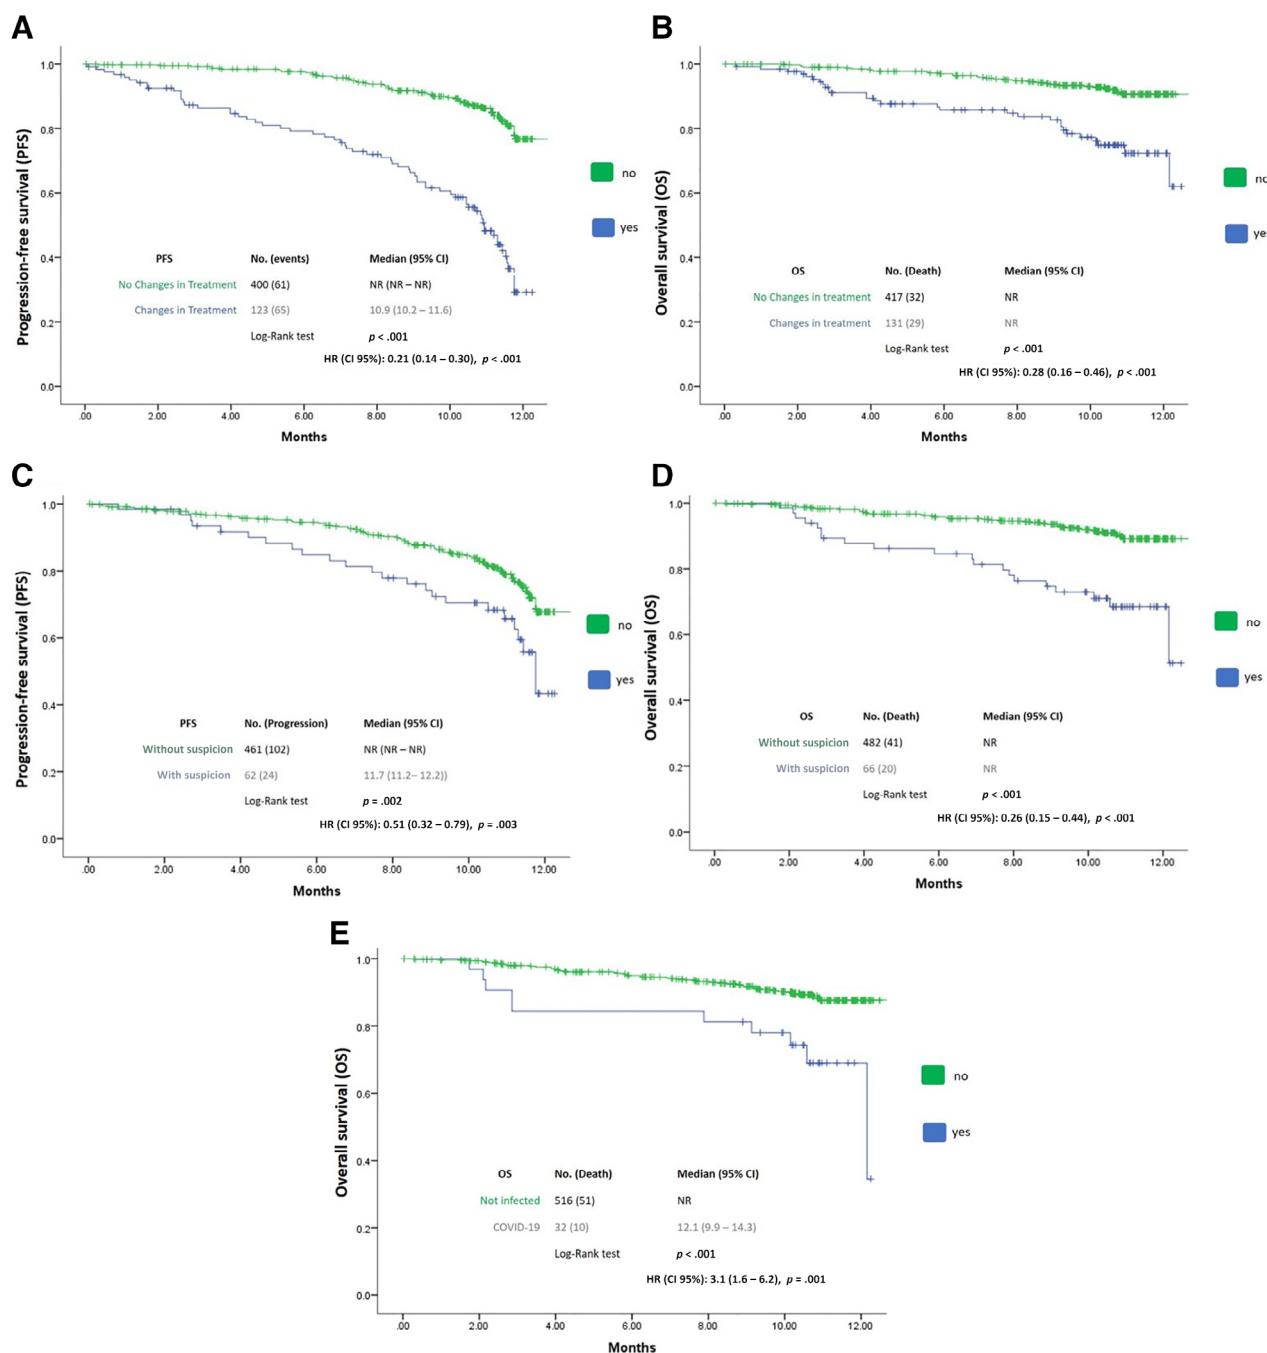 A
Progression-free survival (PFS)
1.0
0.8
0.6
0.4
0.2
0.0
no
yes
PFS No. (events) Median (95% CI)
No Changes in Treatment 400 (61) NR (NR – NR)
Changes in Treatment 123 (65) 10.9 (10.2 – 11.6)
Log-Rank test p < .001
HR (CI 95%): 0.21 (0.14 – 0.30), p < .001
.00 2.00 4.00 6.00 8.00 10.00 12.00
Months
B
Overall survival (OS)
1.0
0.8
0.6
0.4
0.2
0.0
no
yes
OS No. (Death) Median (95% CI)
No Changes in treatment 417 (32) NR
Changes in treatment 131 (29) NR
Log-Rank test p < .001
HR (CI 95%): 0.28 (0.16 – 0.46), p < .001
.00 2.00 4.00 6.00 8.00 10.00 12.00
Months
C
Progression-free survival (PFS)
1.0
0.8
0.6
0.4
0.2
0.0
no
yes
PFS No. (Progression) Median (95% CI)
Without suspicion 461 (102) NR (NR – NR)
With suspicion 62 (24) 11.7 (11.2– 12.2))
Log-Rank test p = .002
HR (CI 95%): 0.51 (0.32 – 0.79), p = .003
.00 2.00 4.00 6.00 8.00 10.00 12.00
Months
D
Overall survival (OS)
1.0
0.8
0.6
0.4
0.2
0.0
no
yes
OS No. (Death) Median (95% CI)
Without suspicion 482 (41) NR
With suspicion 66 (20) NR
Log-Rank test p < .001
HR (CI 95%): 0.26 (0.15 – 0.44), p < .001
.00 2.00 4.00 6.00 8.00 10.00 12.00
Months
E
Overall survival (OS)
1.0
0.8
0.6
0.4
0.2
0.0
no
yes
OS No. (Death) Median (95% CI)
Not infected 516 (51) NR
COVID-19 32 (10) 12.1 (9.9 – 14.3)
Log-Rank test p < .001
HR (CI 95%): 3.1 (1.6 – 6.2), p = .001
.00 2.00 4.00 6.00 8.00 10.00 12.00
Months